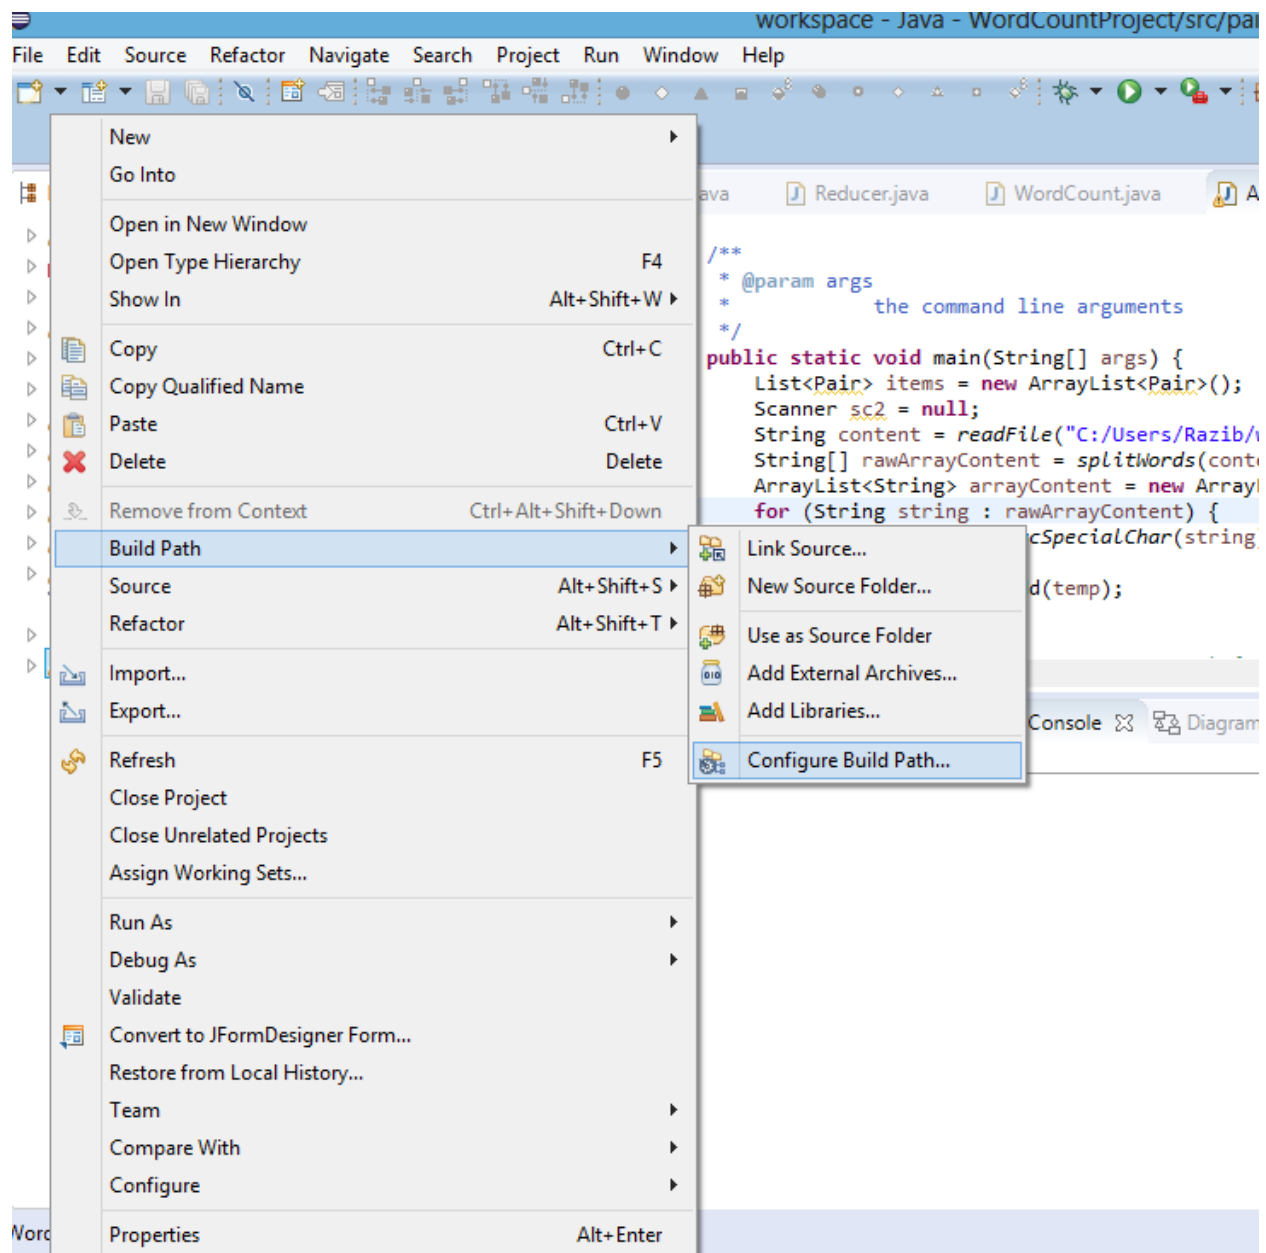 workspace - Java - WordCountProject/src/pai
File Edit Source Refactor Navigate Search Project Run Window Help
New
Go Into
Open in New Window
Open Type Hierarchy F4
Show In Alt+Shift+W
Copy Ctrl+C
Copy Qualified Name
Paste Ctrl+V
Delete Delete
Remove from Context Ctrl+Alt+Shift+Down
Build Path
Source Alt+Shift+S
Refactor Alt+Shift+T
Import...
Export...
Refresh F5
Close Project
Close Unrelated Projects
Assign Working Sets...
Run As
Debug As
Validate
Convert to JFormDesigner Form...
Restore from Local History...
Team
Compare With
Configure
Properties Alt+Enter
Link Source...
New Source Folder...
Use as Source Folder
Add External Archives...
Add Libraries...
Configure Build Path...
ava Reducer.java WordCount.java A
/**
* @param args
* the command line arguments
*/
public static void main(String[] args) {
List<Pair> items = new ArrayList<Pair>();
Scanner sc2 = null;
String content = readFile("C:/Users/Razib/
String[] rawArrayContent = splitWords(cont
ArrayList<String> arrayContent = new Array
for (String string : rawArrayContent) {
cSpecialChar(string
d(temp);
Console Diagram
Word